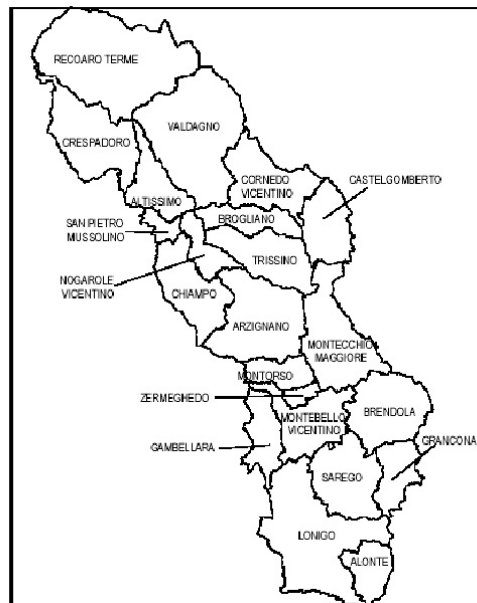 RECOARO TERME
VALDAGNO
CRESPADORO
CORNEDO
VICENTINO
CASTELGOMBERTO
ALTISSIMO
BROGLIANO
SAN PIETRO
MUSSOLINO
TRISSINO
NOGAROLE
VICENTINO
CHIAMPO
ARZIGNANO
MONTECCHIO
MAGGIORE
MONTORSO
ZERMEGHEDO
BRENDOLA
MONTEBELLO
VICENTINO
GAMBELLARA
GRANCONA
SAREGO
LONIGO
ALONTE